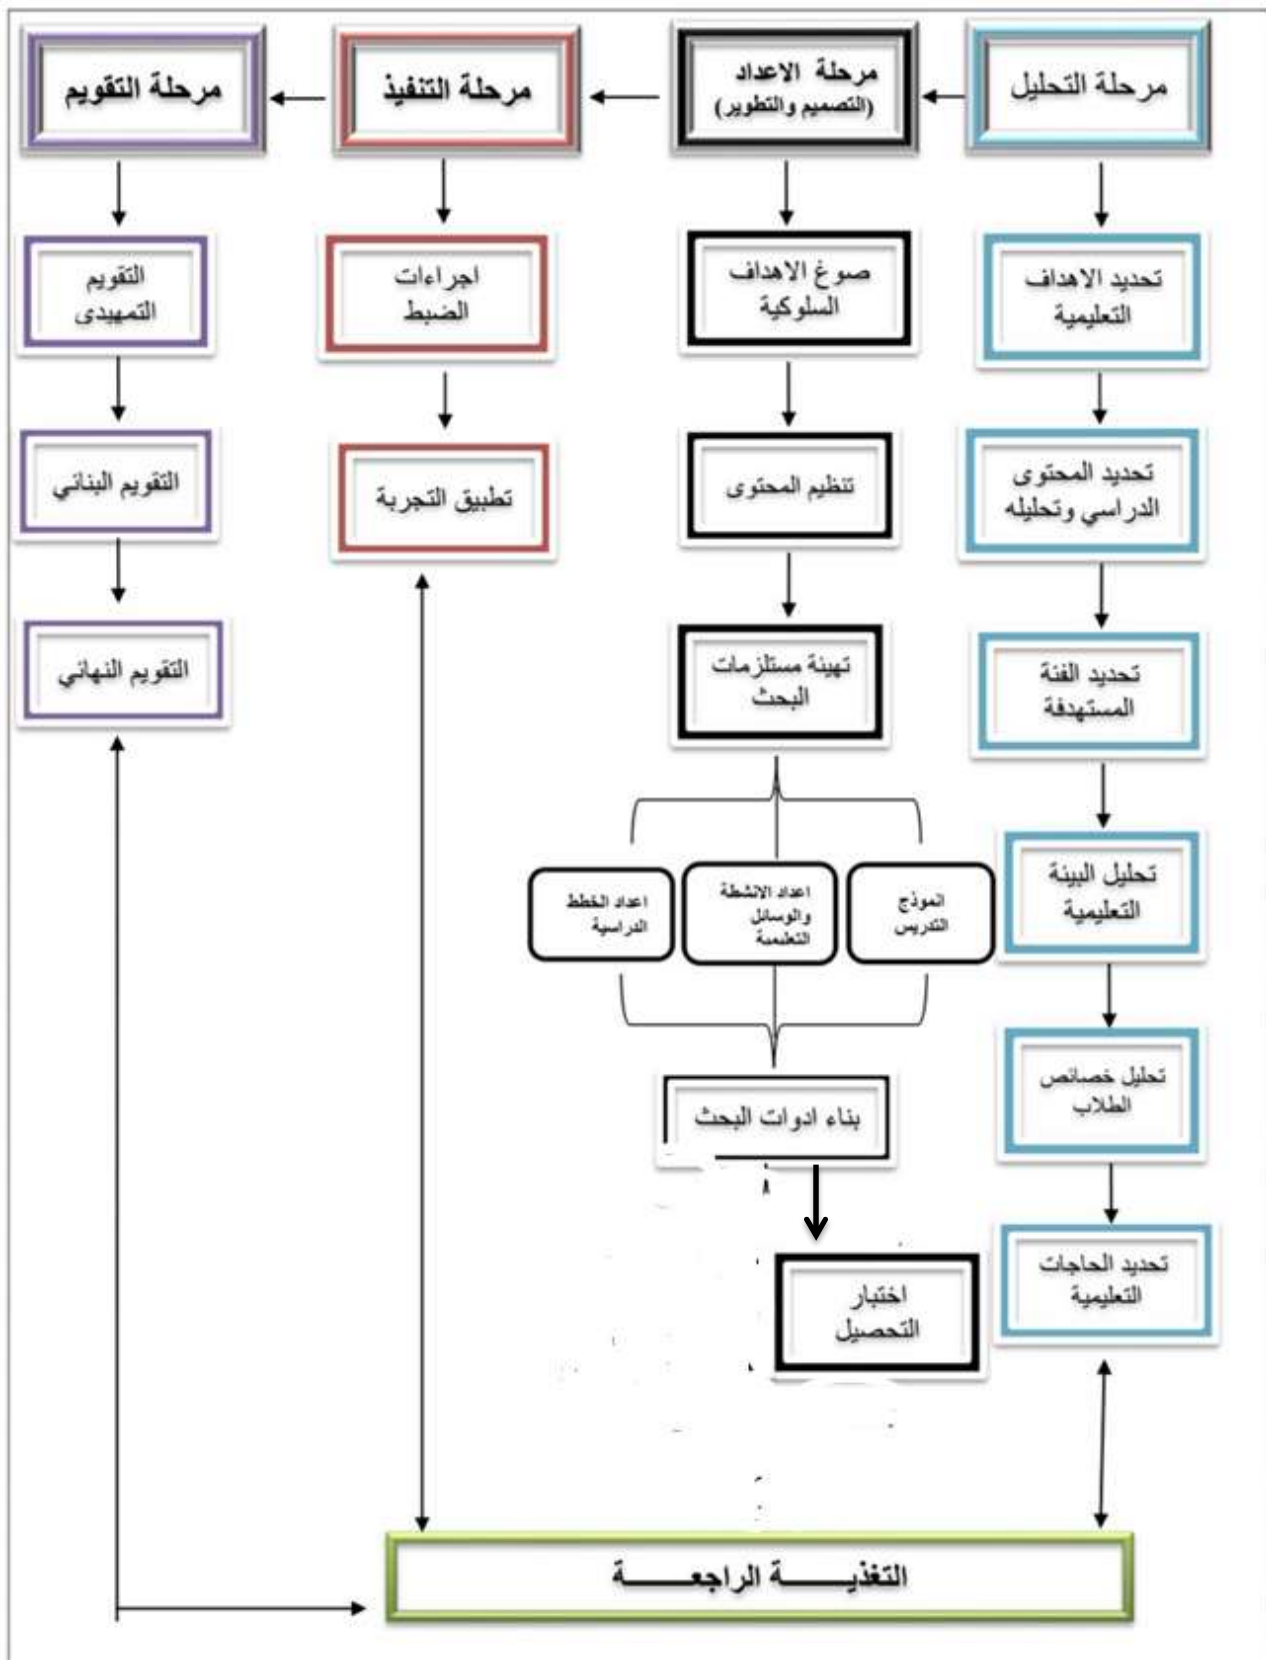 مرحلة التحليل
مرحلة الاعداد
(التصميم والتطوير)
مرحلة التنفيذ
مرحلة التقويم
تحديد الاهداف
التعليمية
صوغ الاهداف
السلوكية
اجراءات
الضبط
التقويم
التمهيدى
تحديد المحتوى
الدراسي وتحليله
تنظيم المحتوى
تطبيق التجربة
التقويم البنائي
تحديد الفئة
المستهدفة
تهيئة مستلزمات
البحث
التقويم النهائي
تحليل البيئة
التعليمية
انموذج
التدريس
اعداد الانشطة
والوسائل
التعليمية
اعداد الخطط
الدراسية
تحليل خصائص
الطلاب
بناء ادوات البحث
تحديد الحاجات
التعليمية
اختبار
التحصيل
التغذيـــــــة الراجعـــــــة